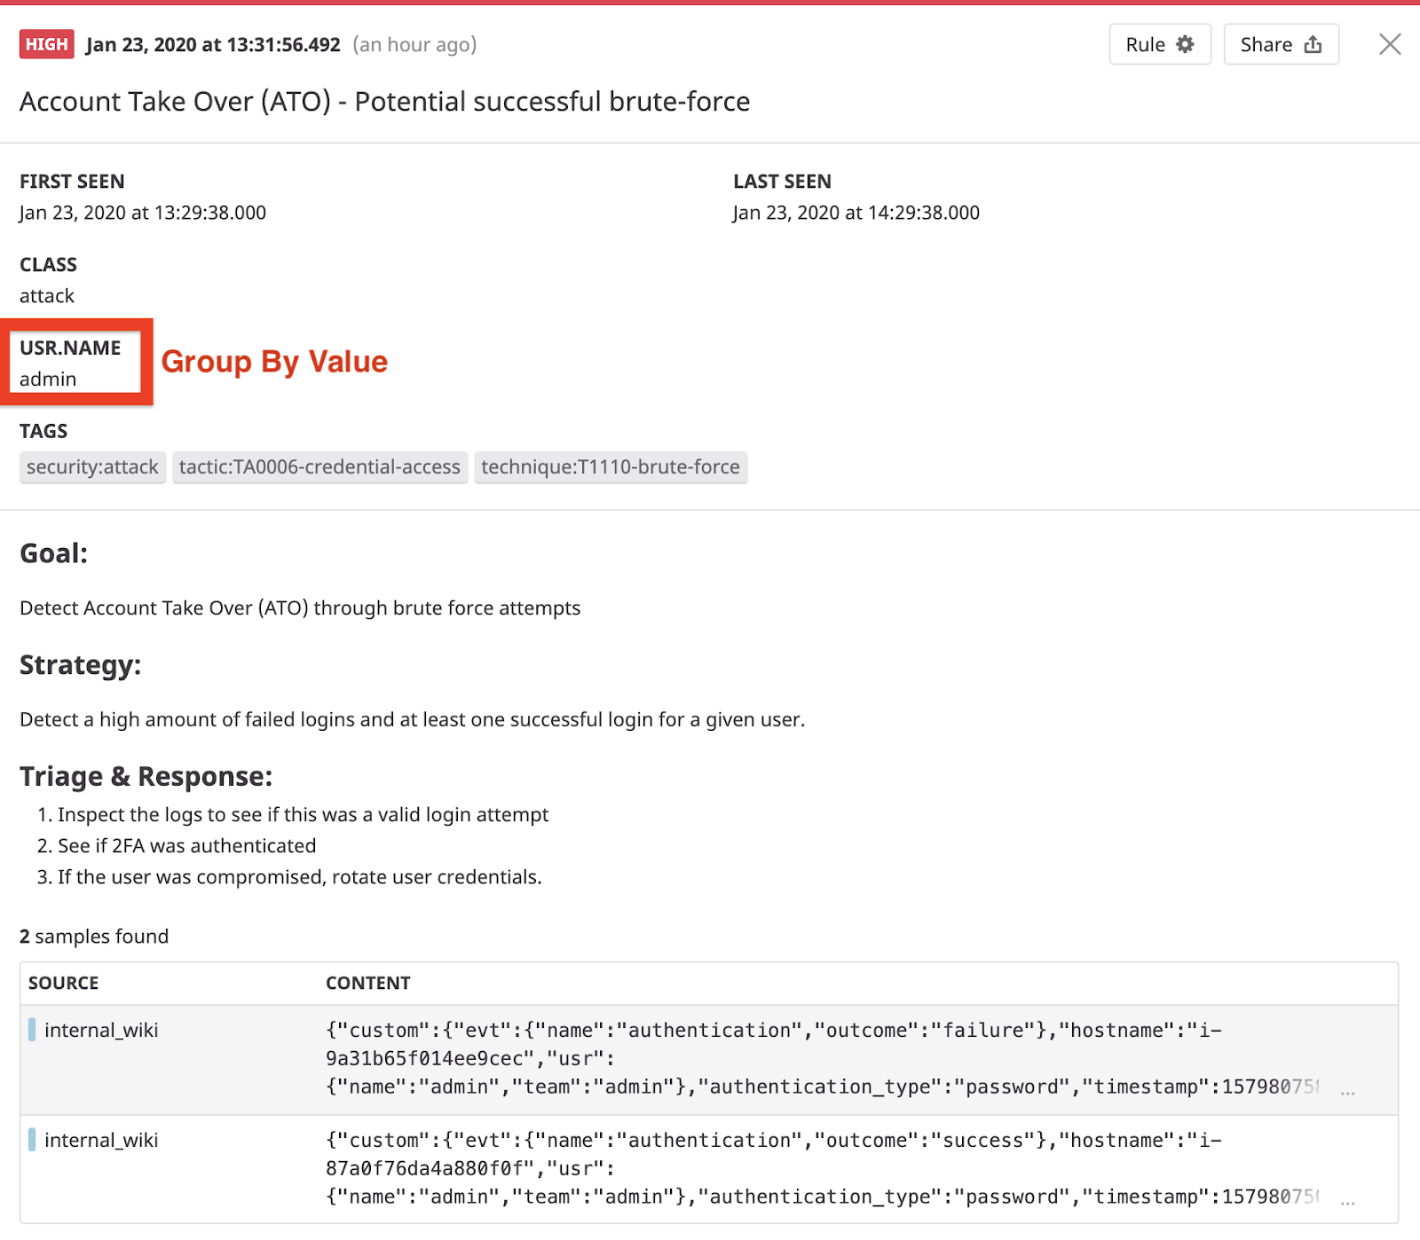 HIGH Jan 23, 2020 at 13:31:56.492 (an hour ago) Rule Share
Account Take Over (ATO) - Potential successful brute-force
FIRST SEEN LAST SEEN
Jan 23, 2020 at 13:29:38.000 Jan 23, 2020 at 14:29:38.000
CLASS
attack
USR.NAME
admin
Group By Value
TAGS
security:attack tactic:TA0006-credential-access technique:T1110-brute-force
Goal:
Detect Account Take Over (ATO) through brute force attempts
Strategy:
Detect a high amount of failed logins and at least one successful login for a given user.
Triage & Response:
1. Inspect the logs to see if this was a valid login attempt
2. See if 2FA was authenticated
3. If the user was compromised, rotate user credentials.
2 samples found
SOURCE CONTENT
internal_wiki {"custom":{"evt":{"name":"authentication","outcome":"failure"},"hostname":"i-
9a31b65f014ee9cec","usr":
{"name":"admin","team":"admin"},"authentication_type":"password","timestamp":157980758 ...
internal_wiki {"custom":{"evt":{"name":"authentication","outcome":"success"},"hostname":"i-
87a0f76da4a880f0f","usr":
{"name":"admin","team":"admin"},"authentication_type":"password","timestamp":15798075 ...